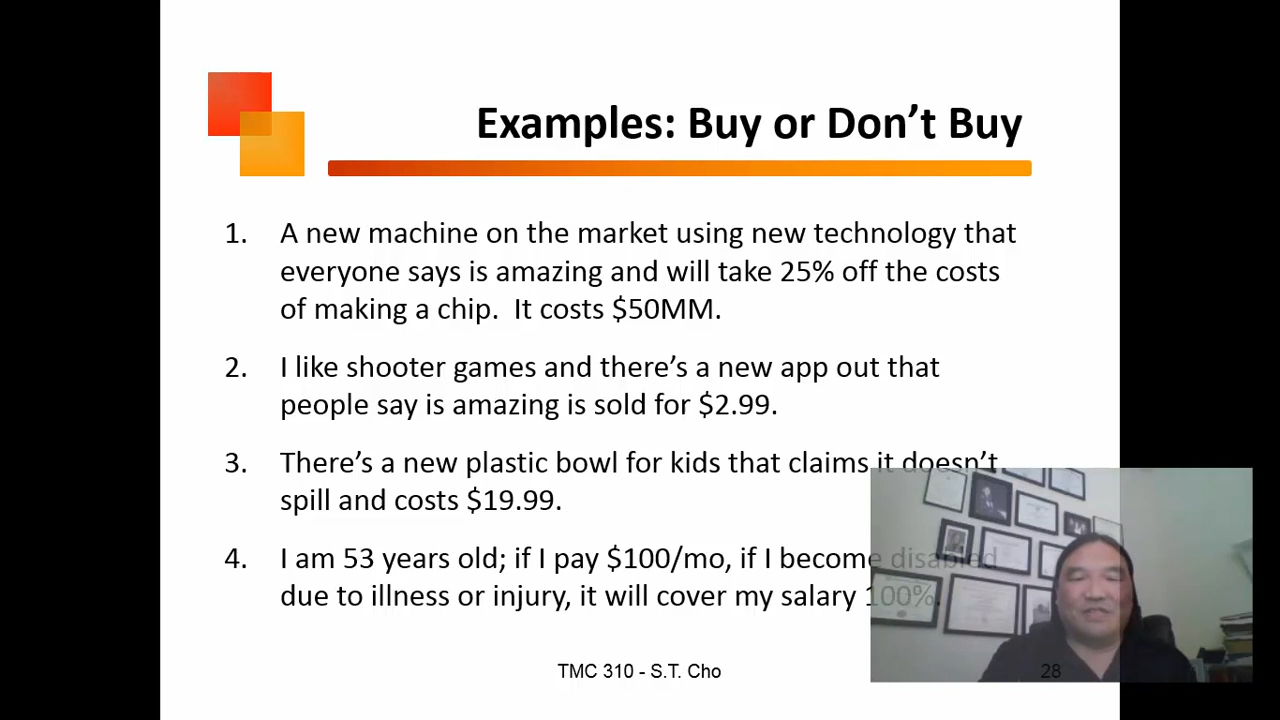 Examples: Buy or Don’t Buy
1. A new machine on the market using new technology that
everyone says is amazing and will take 25% off the costs
of making a chip.  It costs $50MM.
2. I like shooter games and there’s a new app out that
people say is amazing is sold for $2.99.
3. There’s a new plastic bowl for kids that claims it doesn’t
spill and costs $19.99.
4. I am 53 years old; if I pay $100/mo, if I become disabled
due to illness or injury, it will cover my salary 100%.
TMC 310 - S.T. Cho
28